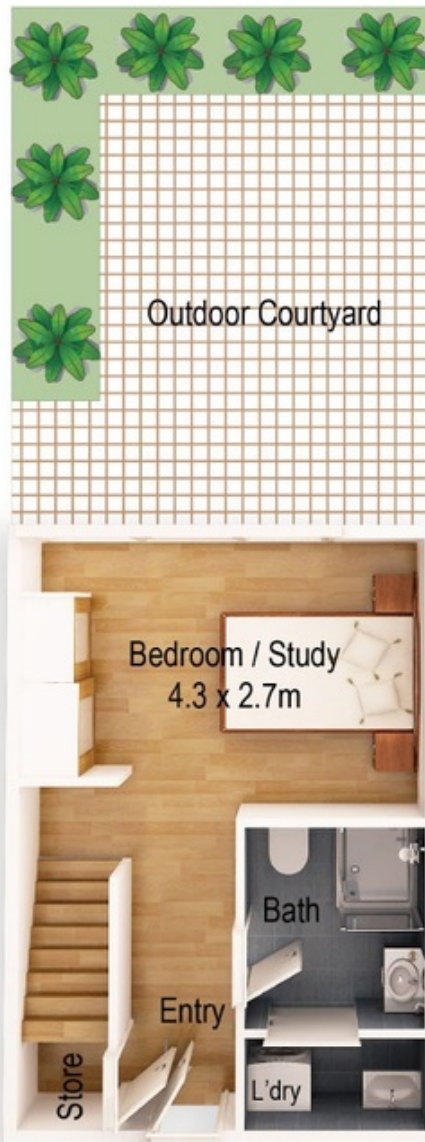 Outdoor Courtyard
Bedroom / Study
4.3 x 2.7m
Bath
Entry
Store
L'dry